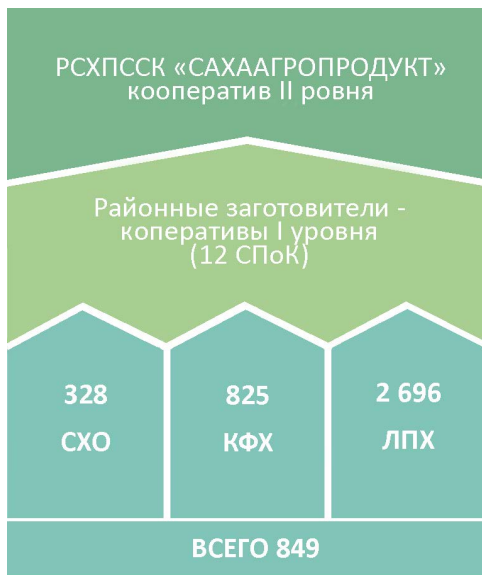 РСХПССК «САХААГРОПРОДУКТ»
кооператив II ровня
Районные заготовители -
коперативы I уровня
(12 СПоК)
328
СХО
825
КФХ
2 696
ЛПХ
ВСЕГО 849